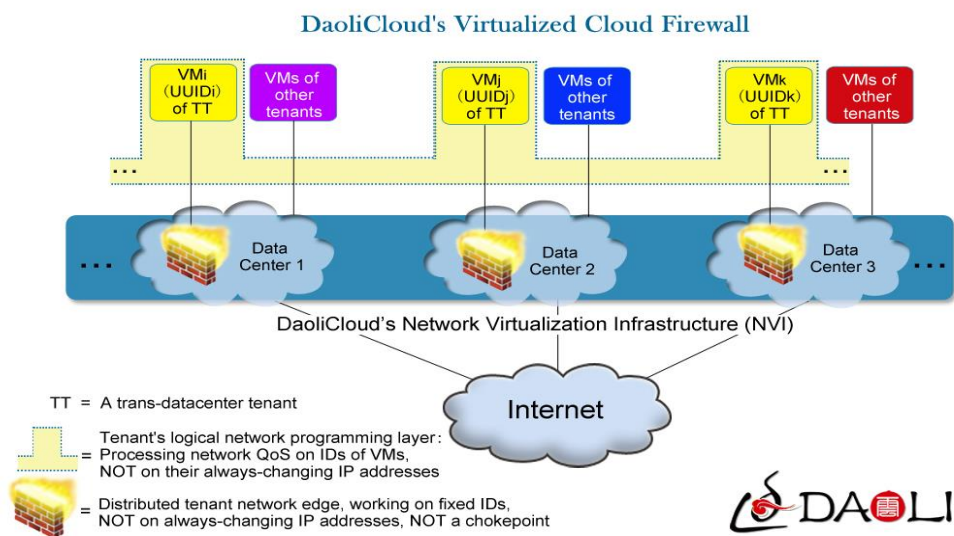 DaoliCloud's Virtualized Cloud Firewall
VMi
(UUIDi)
of TT
VMs of
other
tenants
VMj
(UUIDj)
of TT
VMs of
other
tenants
VMk
(UUIDk)
of TT
VMs of
other
tenants
...
...
...
Data
Center 1
Data
Center 2
Data
Center 3
...
DaoliCloud's Network Virtualization Infrastructure (NVI)
Internet
TT = A trans-datacenter tenant
Tenant's logical network programming layer:
= Processing network QoS on IDs of VMs,
NOT on their always-changing IP addresses
= Distributed tenant network edge, working on fixed IDs,
NOT on always-changing IP addresses, NOT a chokepoint
DAOLI